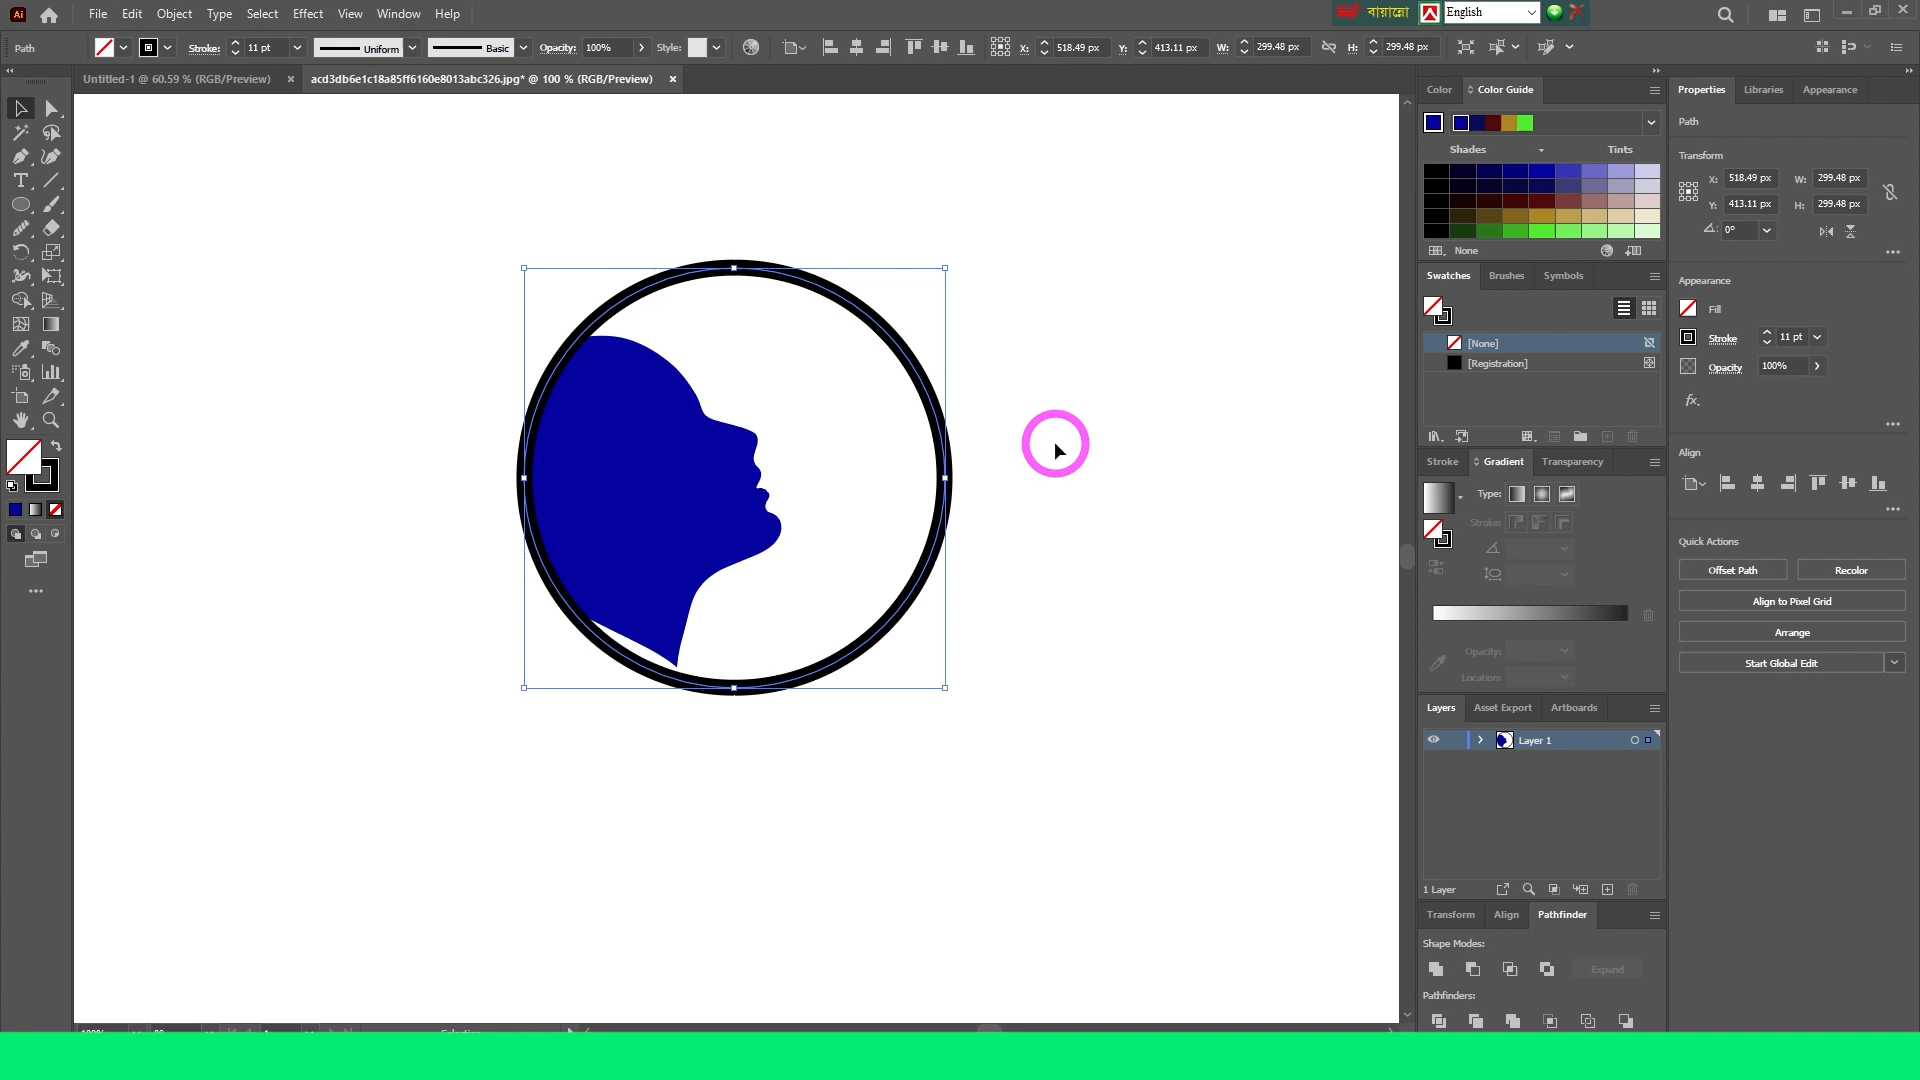 Ai File Edit Object Type Select Effect View Window Help
বায়ান্নো English
Path Stroke: 11 pt Uniform Basic Opacity: 100% Style: X: 518.49 px Y: 413.11 px W: 299.48 px H: 299.48 px
Untitled-1 @ 60.59 % (RGB/Preview) × acd3db6e1c18a85ff6160e8013abc326.jpg* @ 100 % (RGB/Preview) ×
Color Color Guide
Shades Tints
None
Swatches Brushes Symbols
[None]
[Registration]
Stroke Gradient Transparency
Type:
Stroke:
Opacity:
Location:
Layers Asset Export Artboards
Layer 1
1 Layer
Transform Align Pathfinder
Shape Modes:
Expand
Pathfinders:
Properties Libraries Appearance
Path
Transform
X: 518.49 px W: 299.48 px
Y: 413.11 px H: 299.48 px
0°
Appearance
Fill
Stroke 11 pt
Opacity 100%
fx
Align
Quick Actions
Offset Path Recolor
Align to Pixel Grid
Arrange
Start Global Edit